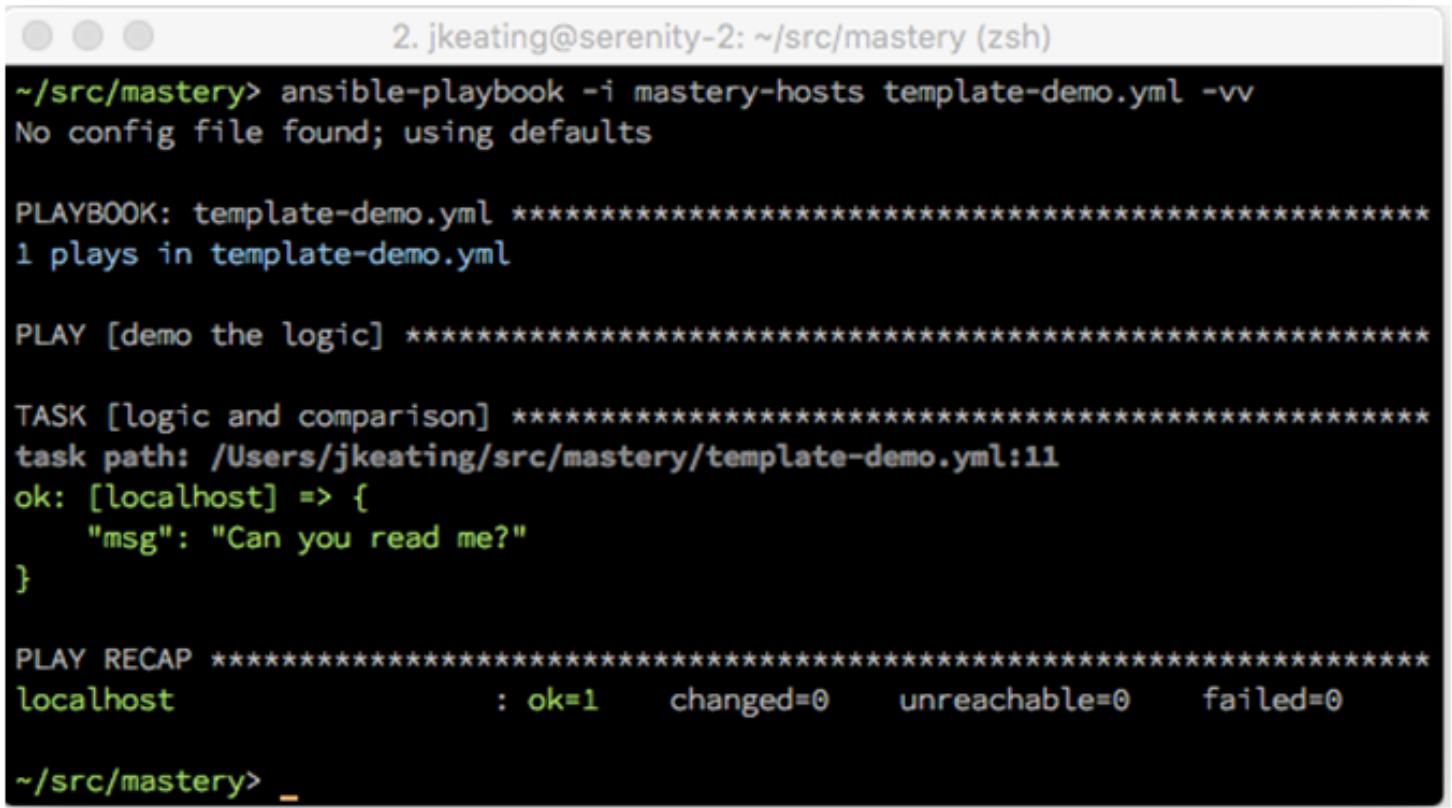 2. jkeating@serenity-2: ~/src/mastery (zsh)
~/src/mastery> ansible-playbook -i mastery-hosts template-demo.yml -vv
No config file found; using defaults
PLAYBOOK: template-demo.yml ****************************************************
1 plays in template-demo.yml
PLAY [demo the logic] **********************************************************
TASK [logic and comparison] ****************************************************
task path: /Users/jkeating/src/mastery/template-demo.yml:11
ok: [localhost] => {
    "msg": "Can you read me?"
}
PLAY RECAP *********************************************************************
localhost                  : ok=1    changed=0    unreachable=0    failed=0
~/src/mastery> _